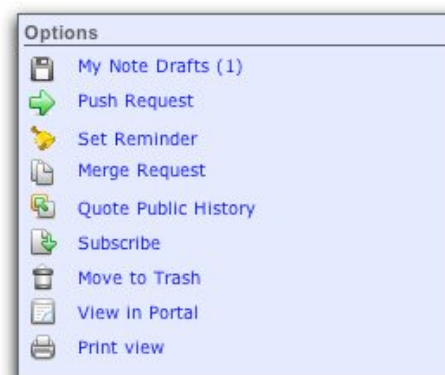 Options
My Note Drafts (1)
Push Request
Set Reminder
Merge Request
Quote Public History
Subscribe
Move to Trash
View in Portal
Print view